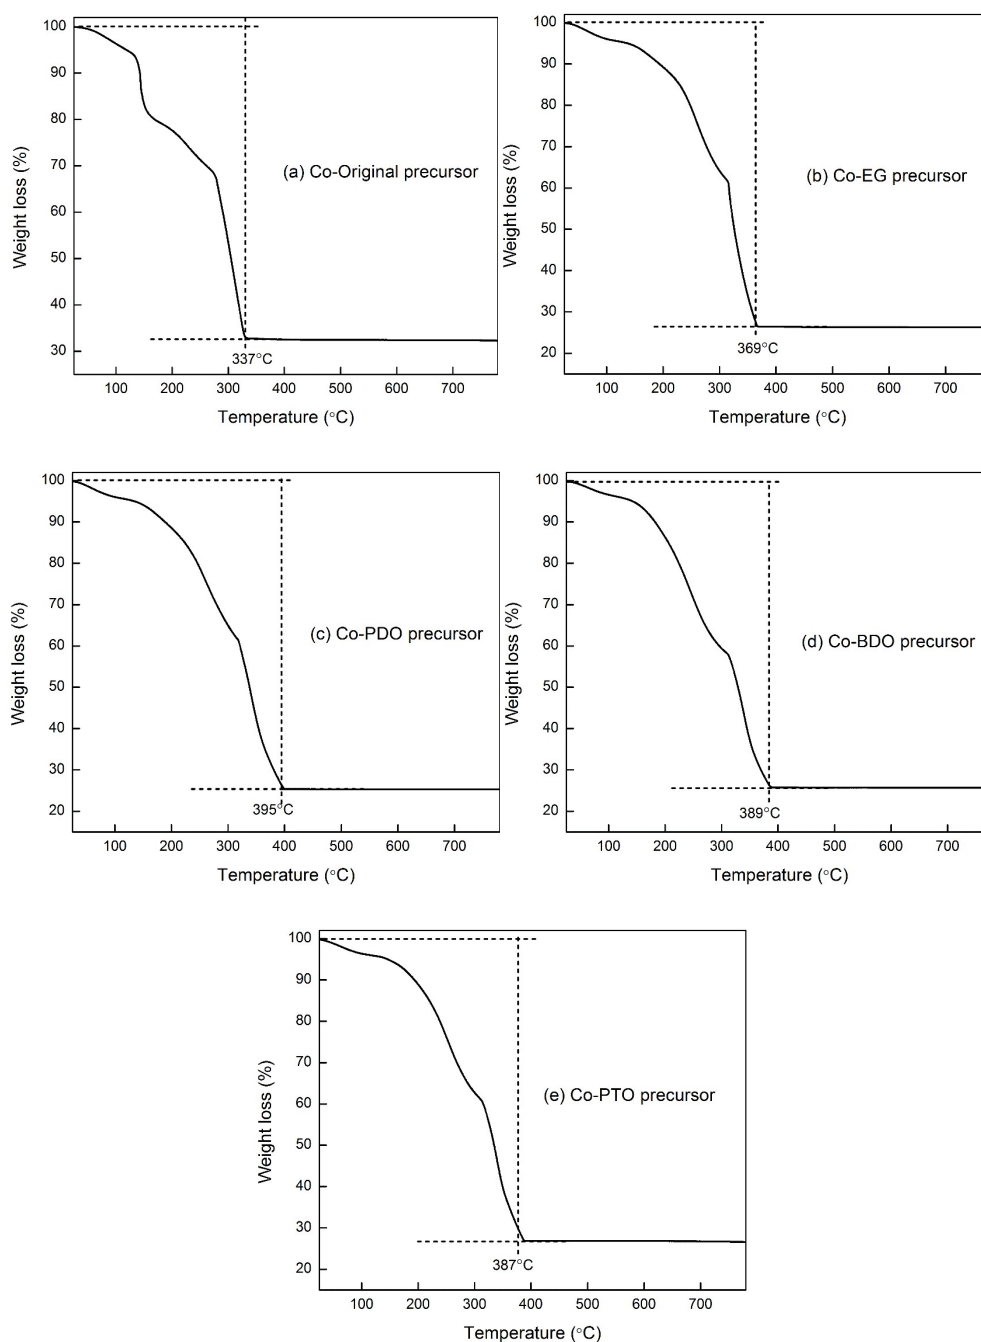 100
90
80
70
60
50
40
30
Weight loss (%)
(a) Co-Original precursor
337°C
100 200 300 400 500 600 700
Temperature (°C)
100
90
80
70
60
50
40
30
20
Weight loss (%)
(b) Co-EG precursor
369°C
100 200 300 400 500 600 700
Temperature (°C)
100
90
80
70
60
50
40
30
20
Weight loss (%)
(c) Co-PDO precursor
395°C
100 200 300 400 500 600 700
Temperature (°C)
100
90
80
70
60
50
40
30
20
Weight loss (%)
(d) Co-BDO precursor
389°C
100 200 300 400 500 600 700
Temperature (°C)
100
90
80
70
60
50
40
30
20
Weight loss (%)
(e) Co-PTO precursor
387°C
100 200 300 400 500 600 700
Temperature (°C)